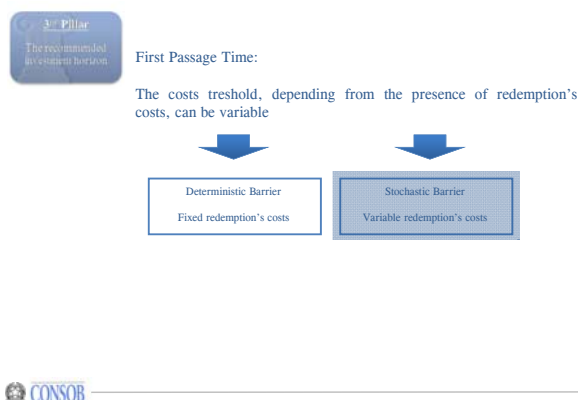 3rd Pillar
The recommended
investment horizon
First Passage Time:
The costs treshold, depending from the presence of redemption's
costs, can be variable
Deterministic Barrier
Fixed redemption's costs
Stochastic Barrier
Variable redemption's costs
CONSOB